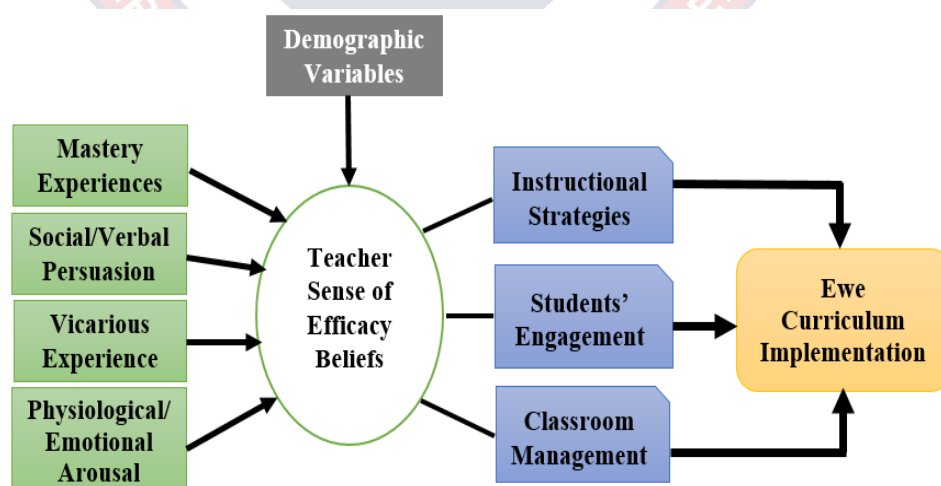 Demographic
Variables
Mastery
Experiences
Social/Verbal
Persuasion
Vicarious
Experience
Physiological/
Emotional
Arousal
Teacher
Sense of
Efficacy
Beliefs
Instructional
Strategies
Students’
Engagement
Classroom
Management
Ewe
Curriculum
Implementation